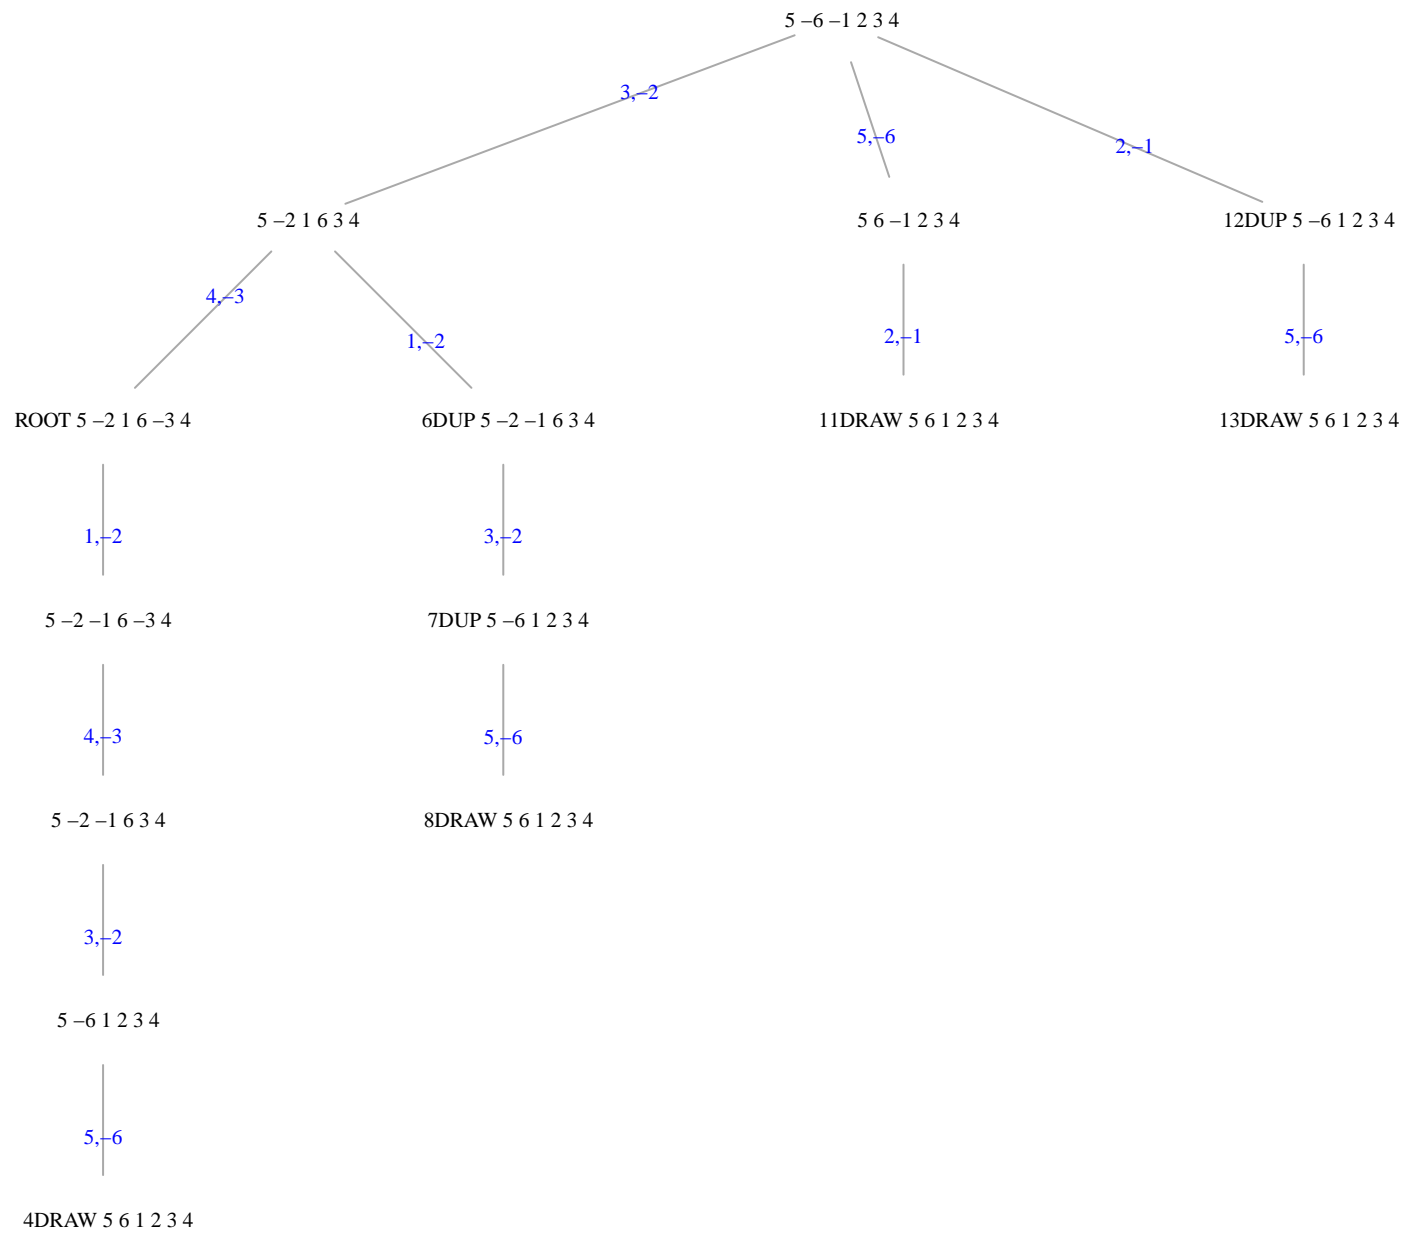 5 –6 –1 2 3 4
3,–2
5,–6
2,–1
5 –2 1 6 3 4
5 6 –1 2 3 4
12DUP 5 –6 1 2 3 4
4,–3
1,–2
2,–1
5,–6
ROOT 5 –2 1 6 –3 4
6DUP 5 –2 –1 6 3 4
11DRAW 5 6 1 2 3 4
13DRAW 5 6 1 2 3 4
1,–2
3,–2
5 –2 –1 6 –3 4
7DUP 5 –6 1 2 3 4
4,–3
5,–6
5 –2 –1 6 3 4
8DRAW 5 6 1 2 3 4
3,–2
5 –6 1 2 3 4
5,–6
4DRAW 5 6 1 2 3 4